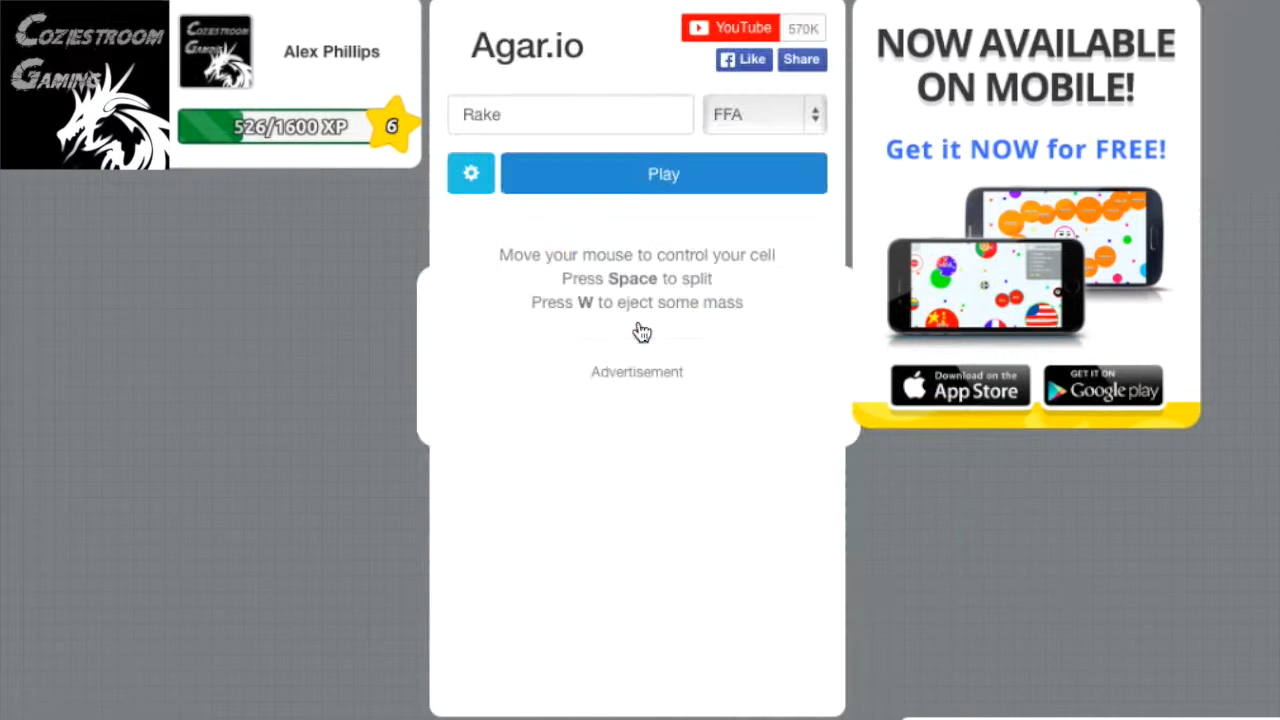 COZIESTROOM
GAMING
COZIESTROOM
GAMING
Alex Phillips
526/1600 XP
6
Agar.io
YouTube
570K
Like
Share
Rake
FFA
Play
Move your mouse to control your cell
Press Space to split
Press W to eject some mass
Advertisement
NOW AVAILABLE
ON MOBILE!
Get it NOW for FREE!
Download on the
App Store
GET IT ON
Google play